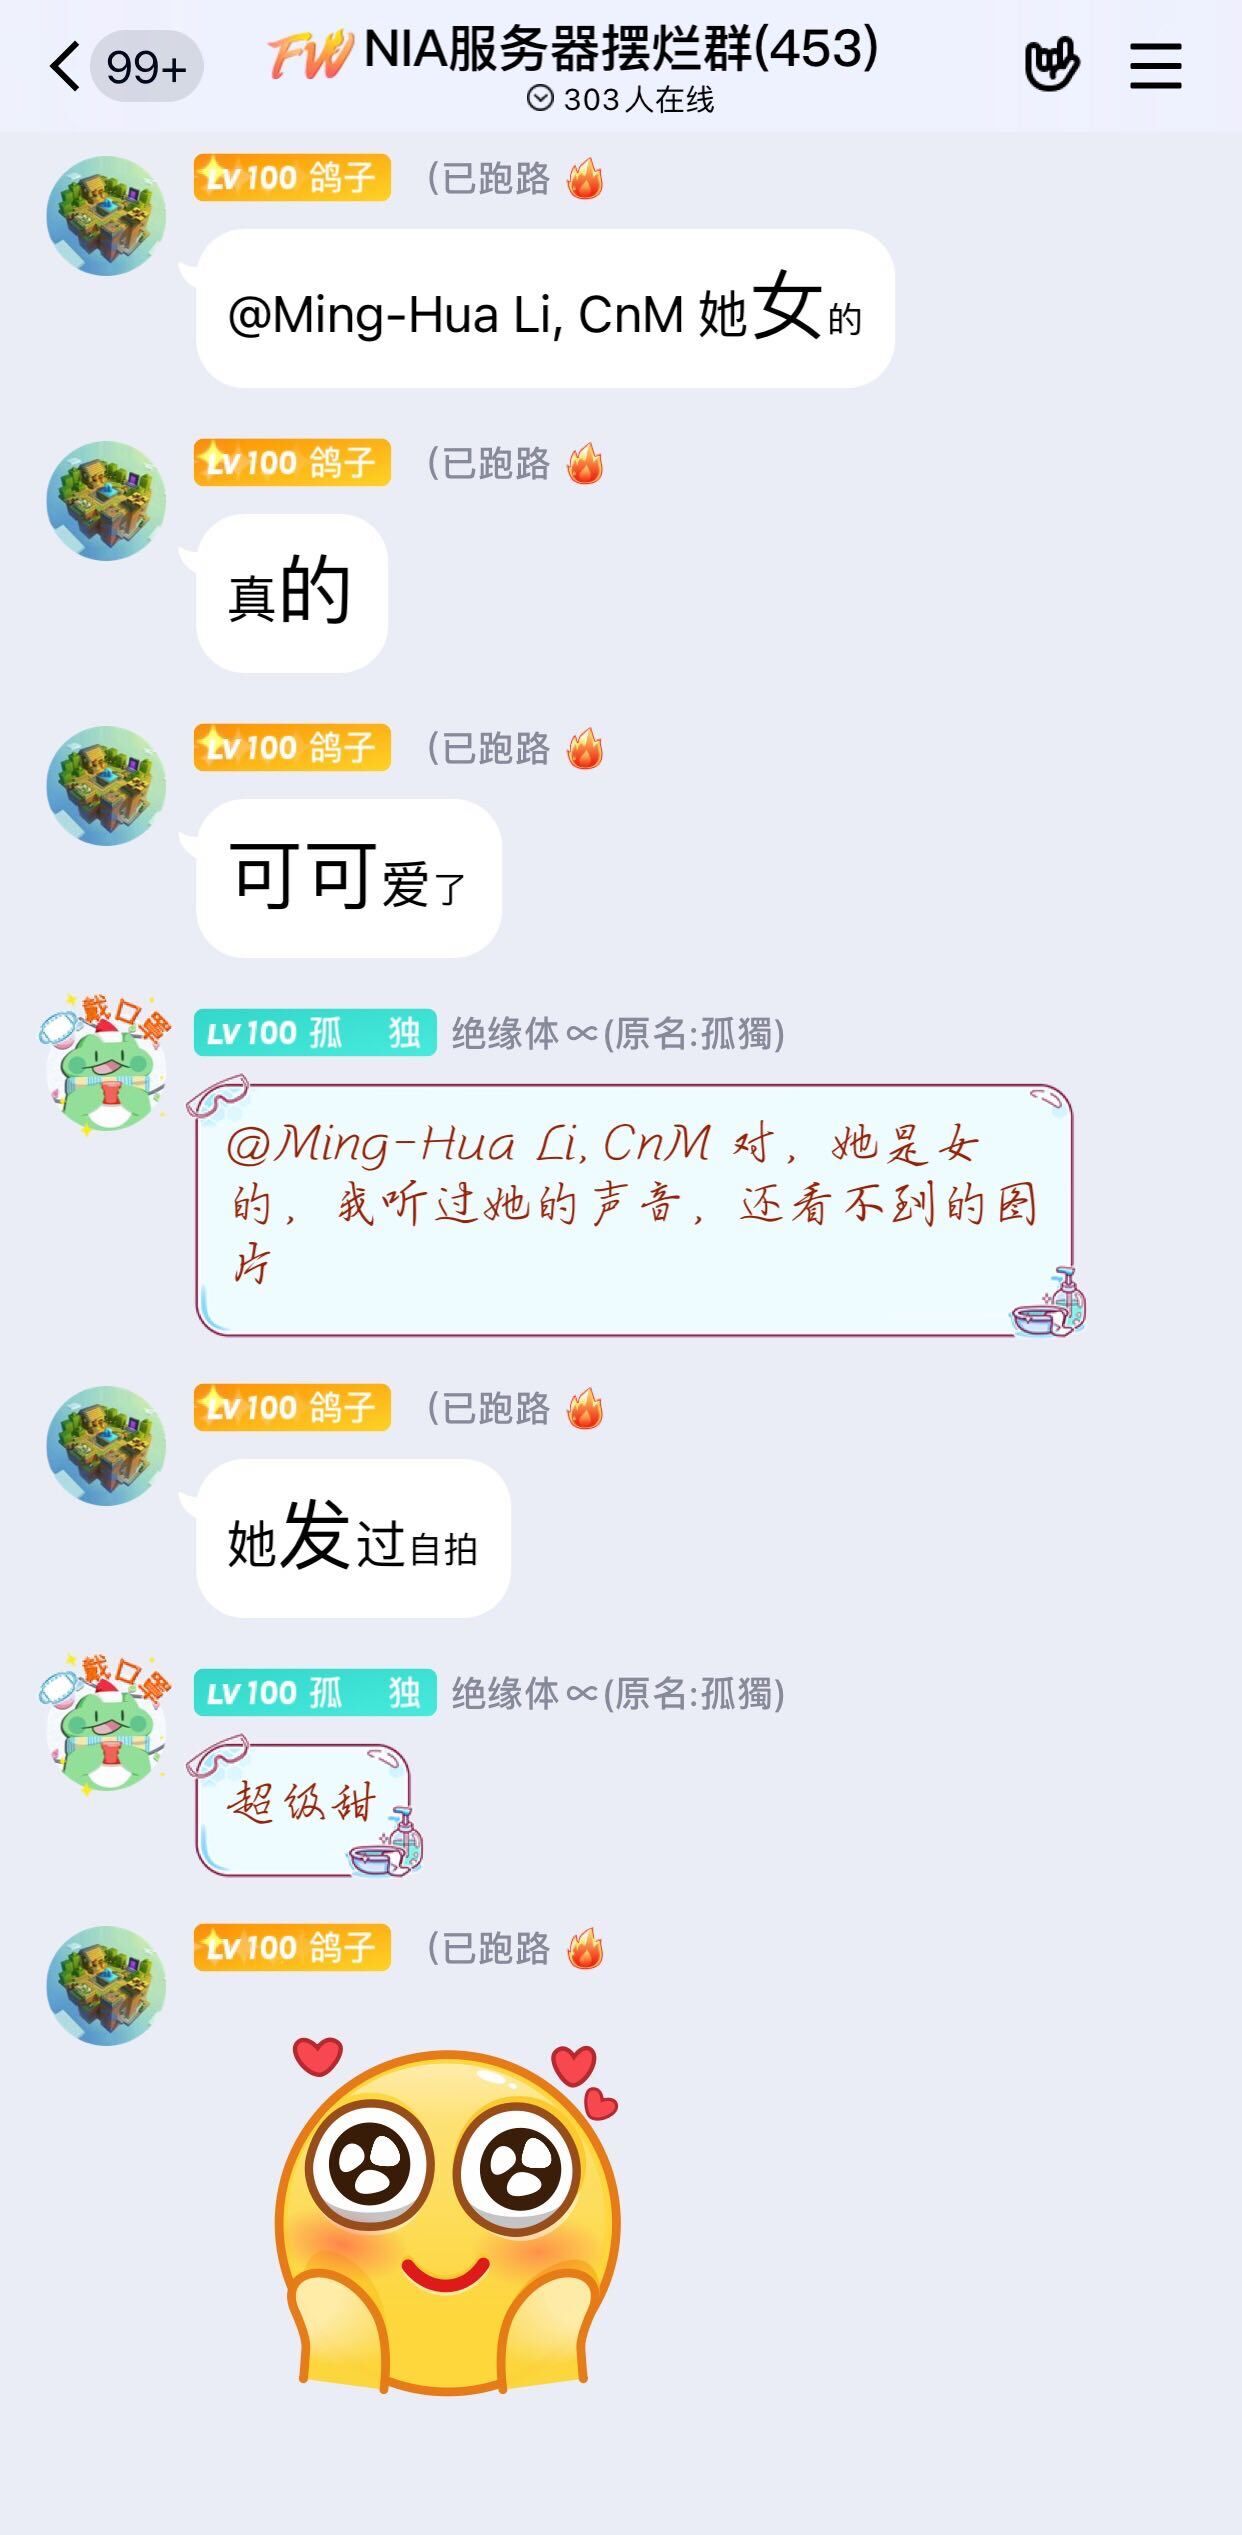 99+
FW NIA服务器摆烂群(453)
303人在线
LV100 鸽子 (已跑路
@Ming-Hua Li, CnM 她女的
LV100 鸽子 (已跑路
真的
LV100 鸽子 (已跑路
可可爱了
戴口罩
LV100 孤 独 绝缘体∝(原名:孤獨)
@Ming-Hua Li, CnM 对，她是女
的，我听过她的声音，还看不到的图
片
LV100 鸽子 (已跑路
她发过自拍
戴口罩
LV100 孤 独 绝缘体∝(原名:孤獨)
超级甜
LV100 鸽子 (已跑路